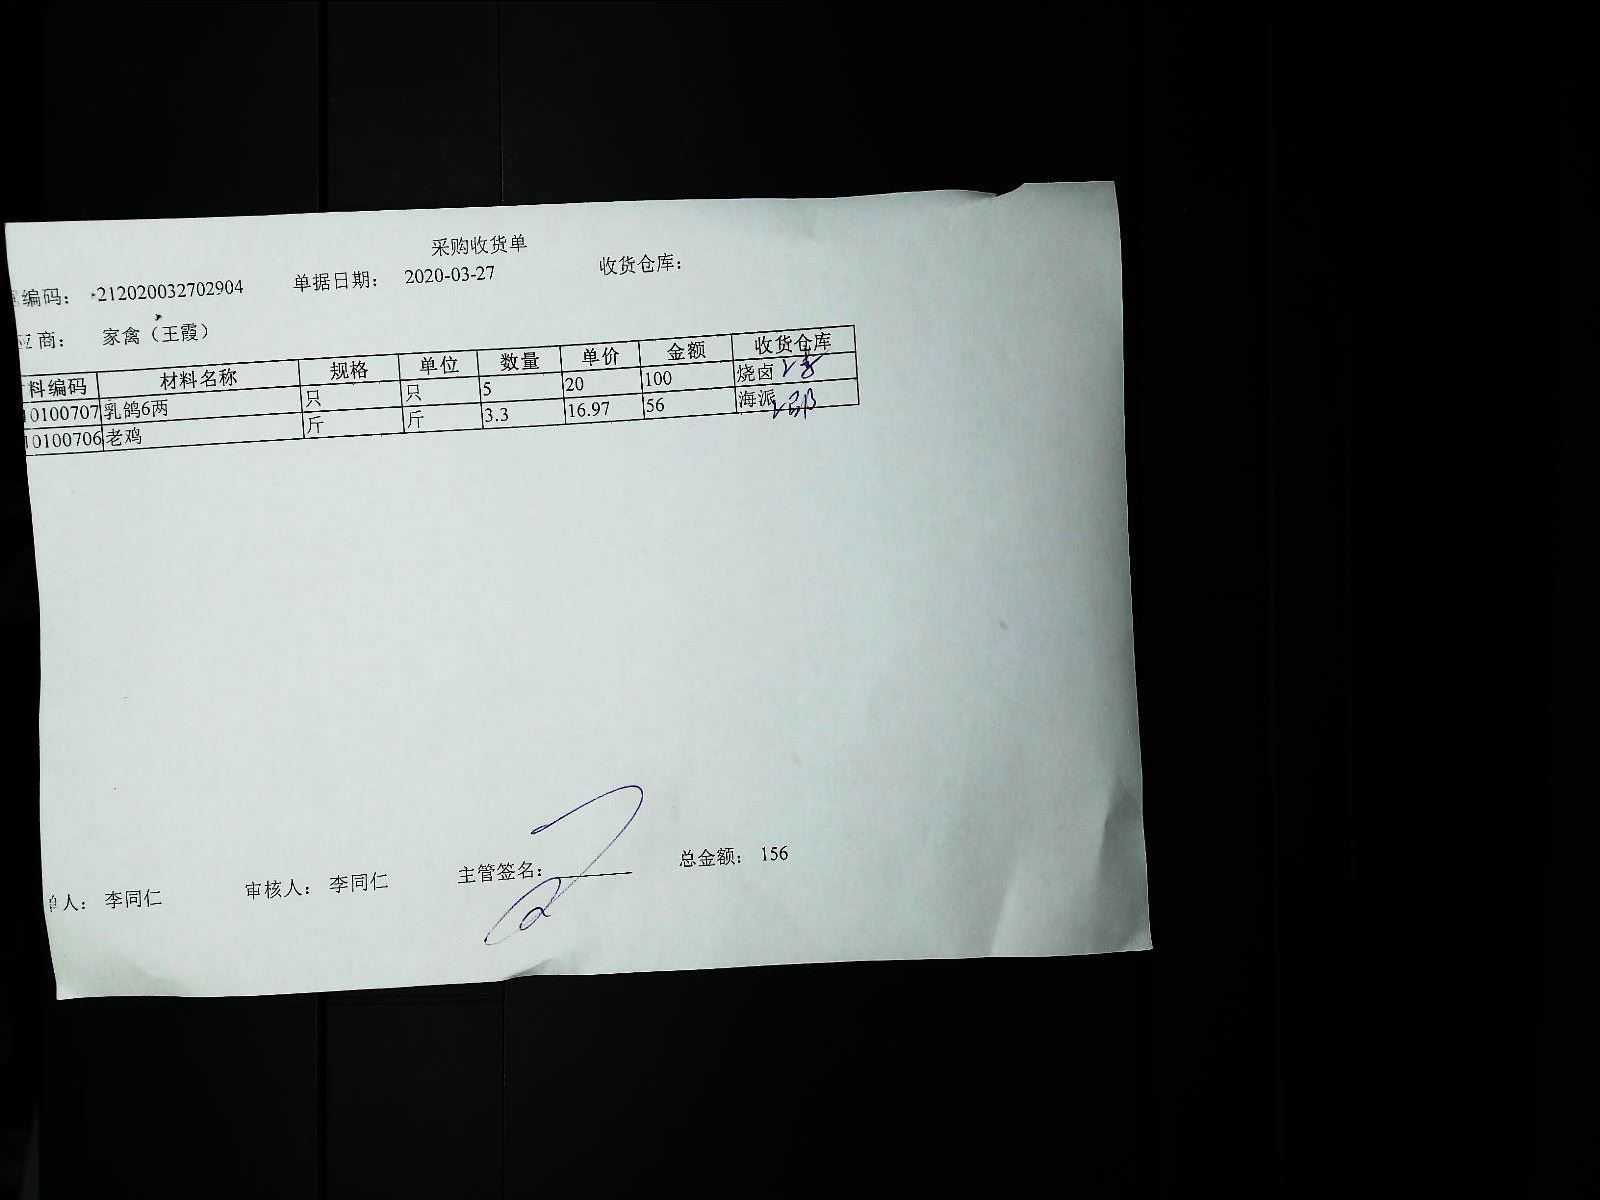 采购收货单
编码： 212020032702904 单据日期： 2020-03-27 收货仓库：
应商： 家禽（王霞）
料编码 材料名称 规格 单位 数量 单价 金额 收货仓库
10100707 乳鸽6两 只 只 5 20 100 烧卤
10100706 老鸡 斤 斤 3.3 16.97 56 海派
单人： 李同仁 审核人： 李同仁 主管签名： 总金额： 156